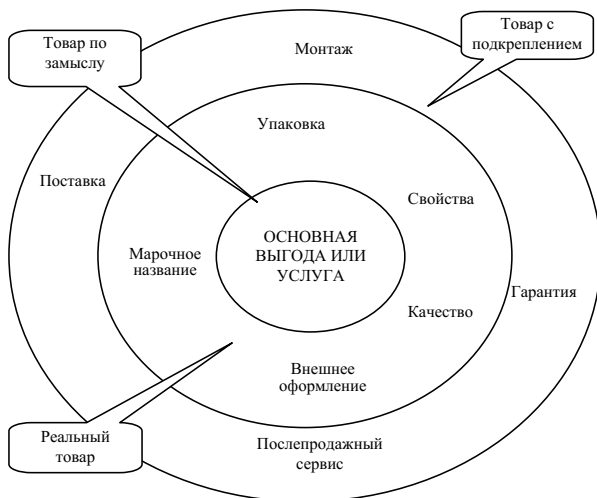 Товар по
замыслу
Монтаж
Товар с
подкреплением
Упаковка
Поставка
Свойства
Марочное
название
ОСНОВНАЯ
ВЫГОДА ИЛИ
УСЛУГА
Гарантия
Качество
Внешнее
оформление
Реальный
товар
Послепродажный
сервис